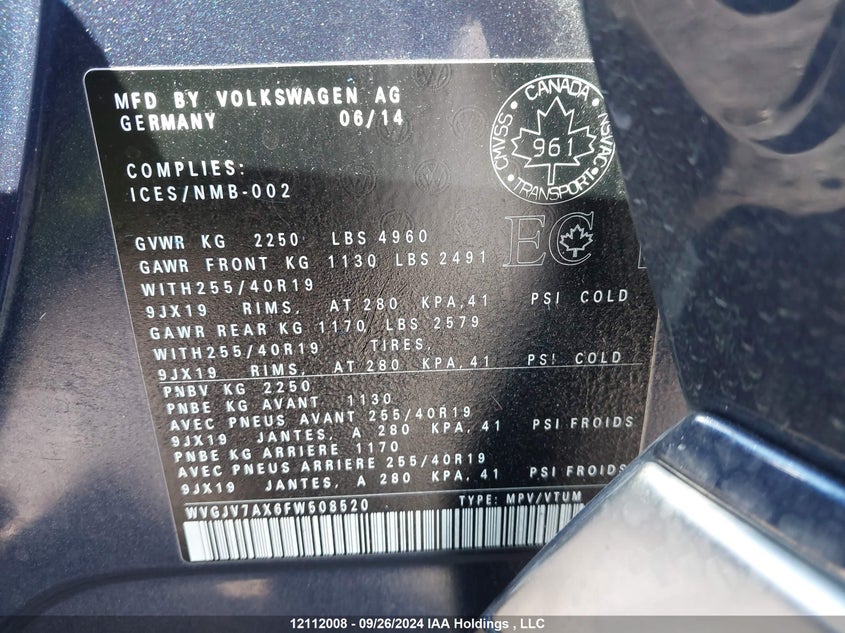 MFD BY VOLKSWAGEN AG
GERMANY 06/14
CANADA
CMVSS 961 NSVAC
TRANSPORT
COMPLIES:
ICES/NMB-002
EC
GVWR KG 2250 LBS 4960
GAWR FRONT KG 1130 LBS 2491
WITH255/40R19
9JX19 RIMS, AT 280 KPA,41 PSI COLD
GAWR REAR KG 1170 LBS 2579
WITH255/40R19 TIRES,
9JX19 RIMS, AT 280 KPA,41 PSI COLD
PNBV KG 2250
PNBE KG AVANT 1130
AVEC PNEUS AVANT 255/40R19
9JX19 JANTES, A 280 KPA, 41 PSI FROIDS
PNBE KG ARRIERE 1170
AVEC PNEUS ARRIERE 255/40R19
9JX19 JANTES, A 280 KPA,41 PSI FROIDS
WVGJV7AX6FW508520 TYPE: MPV/VTUM
12112008 - 09/26/2024 IAA Holdings , LLC